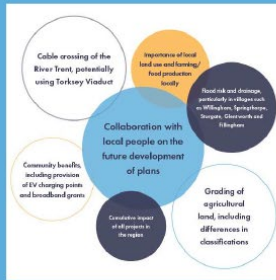 Cable crossing of the
River Trent, potentially
using Torksey Viaduct
Importance of local
land use and farming/
food production
locally
Flood risk and drainage,
particularly in villages such
as Willingham, Springthorpe,
Sturgate, Glentworth and
Fillingham
Collaboration with
local people on the
future development
of plans
Community benefits,
including provision
of EV charging points
and broadband grants
Cumulative impact
of all projects in
the region
Grading of
agricultural
land, including
differences in
classifications